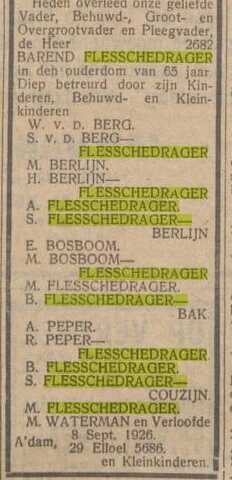 Heden overleed onze geliefde
Vader, Behuwd-, Groot- en
Overgrootvader en Pleegvader,
de Heer 2682
BAREND FLESSCHEDRAGER
in deh ouderdom van 65 jaar
Diep betreurd door zijn Kin-
deren, Behuwd- en Klein-
kinderen
W. v. d. BERG.
S. v. d. BERG—
FLESSCHEDRAGER
M. BERLIJN.
H. BERLIJN—
FLESSCHEDRAGER
A. FLESSCHEDRAGER.
S. FLESSCHEDRAGER—
BERLIJN
E. BOSBOOM.
M. BOSBOOM—
FLESSCHEDRAGER
M. FLESSCHEDRAGER.
B. FLESSCHEDRAGER—
BAK
A. PEPER.
R. PEPER—
FLESSCHEDRAGER
B. FLESSCHEDRAGER.
S. FLESSCHEDRAGER—
COUZIJN.
M. FLESSCHEDRAGER.
M. WATERMAN en Verloofde
8 Sept. 1926.
A'dam, 29 Elloel 5686.
en Kleinkinderen.